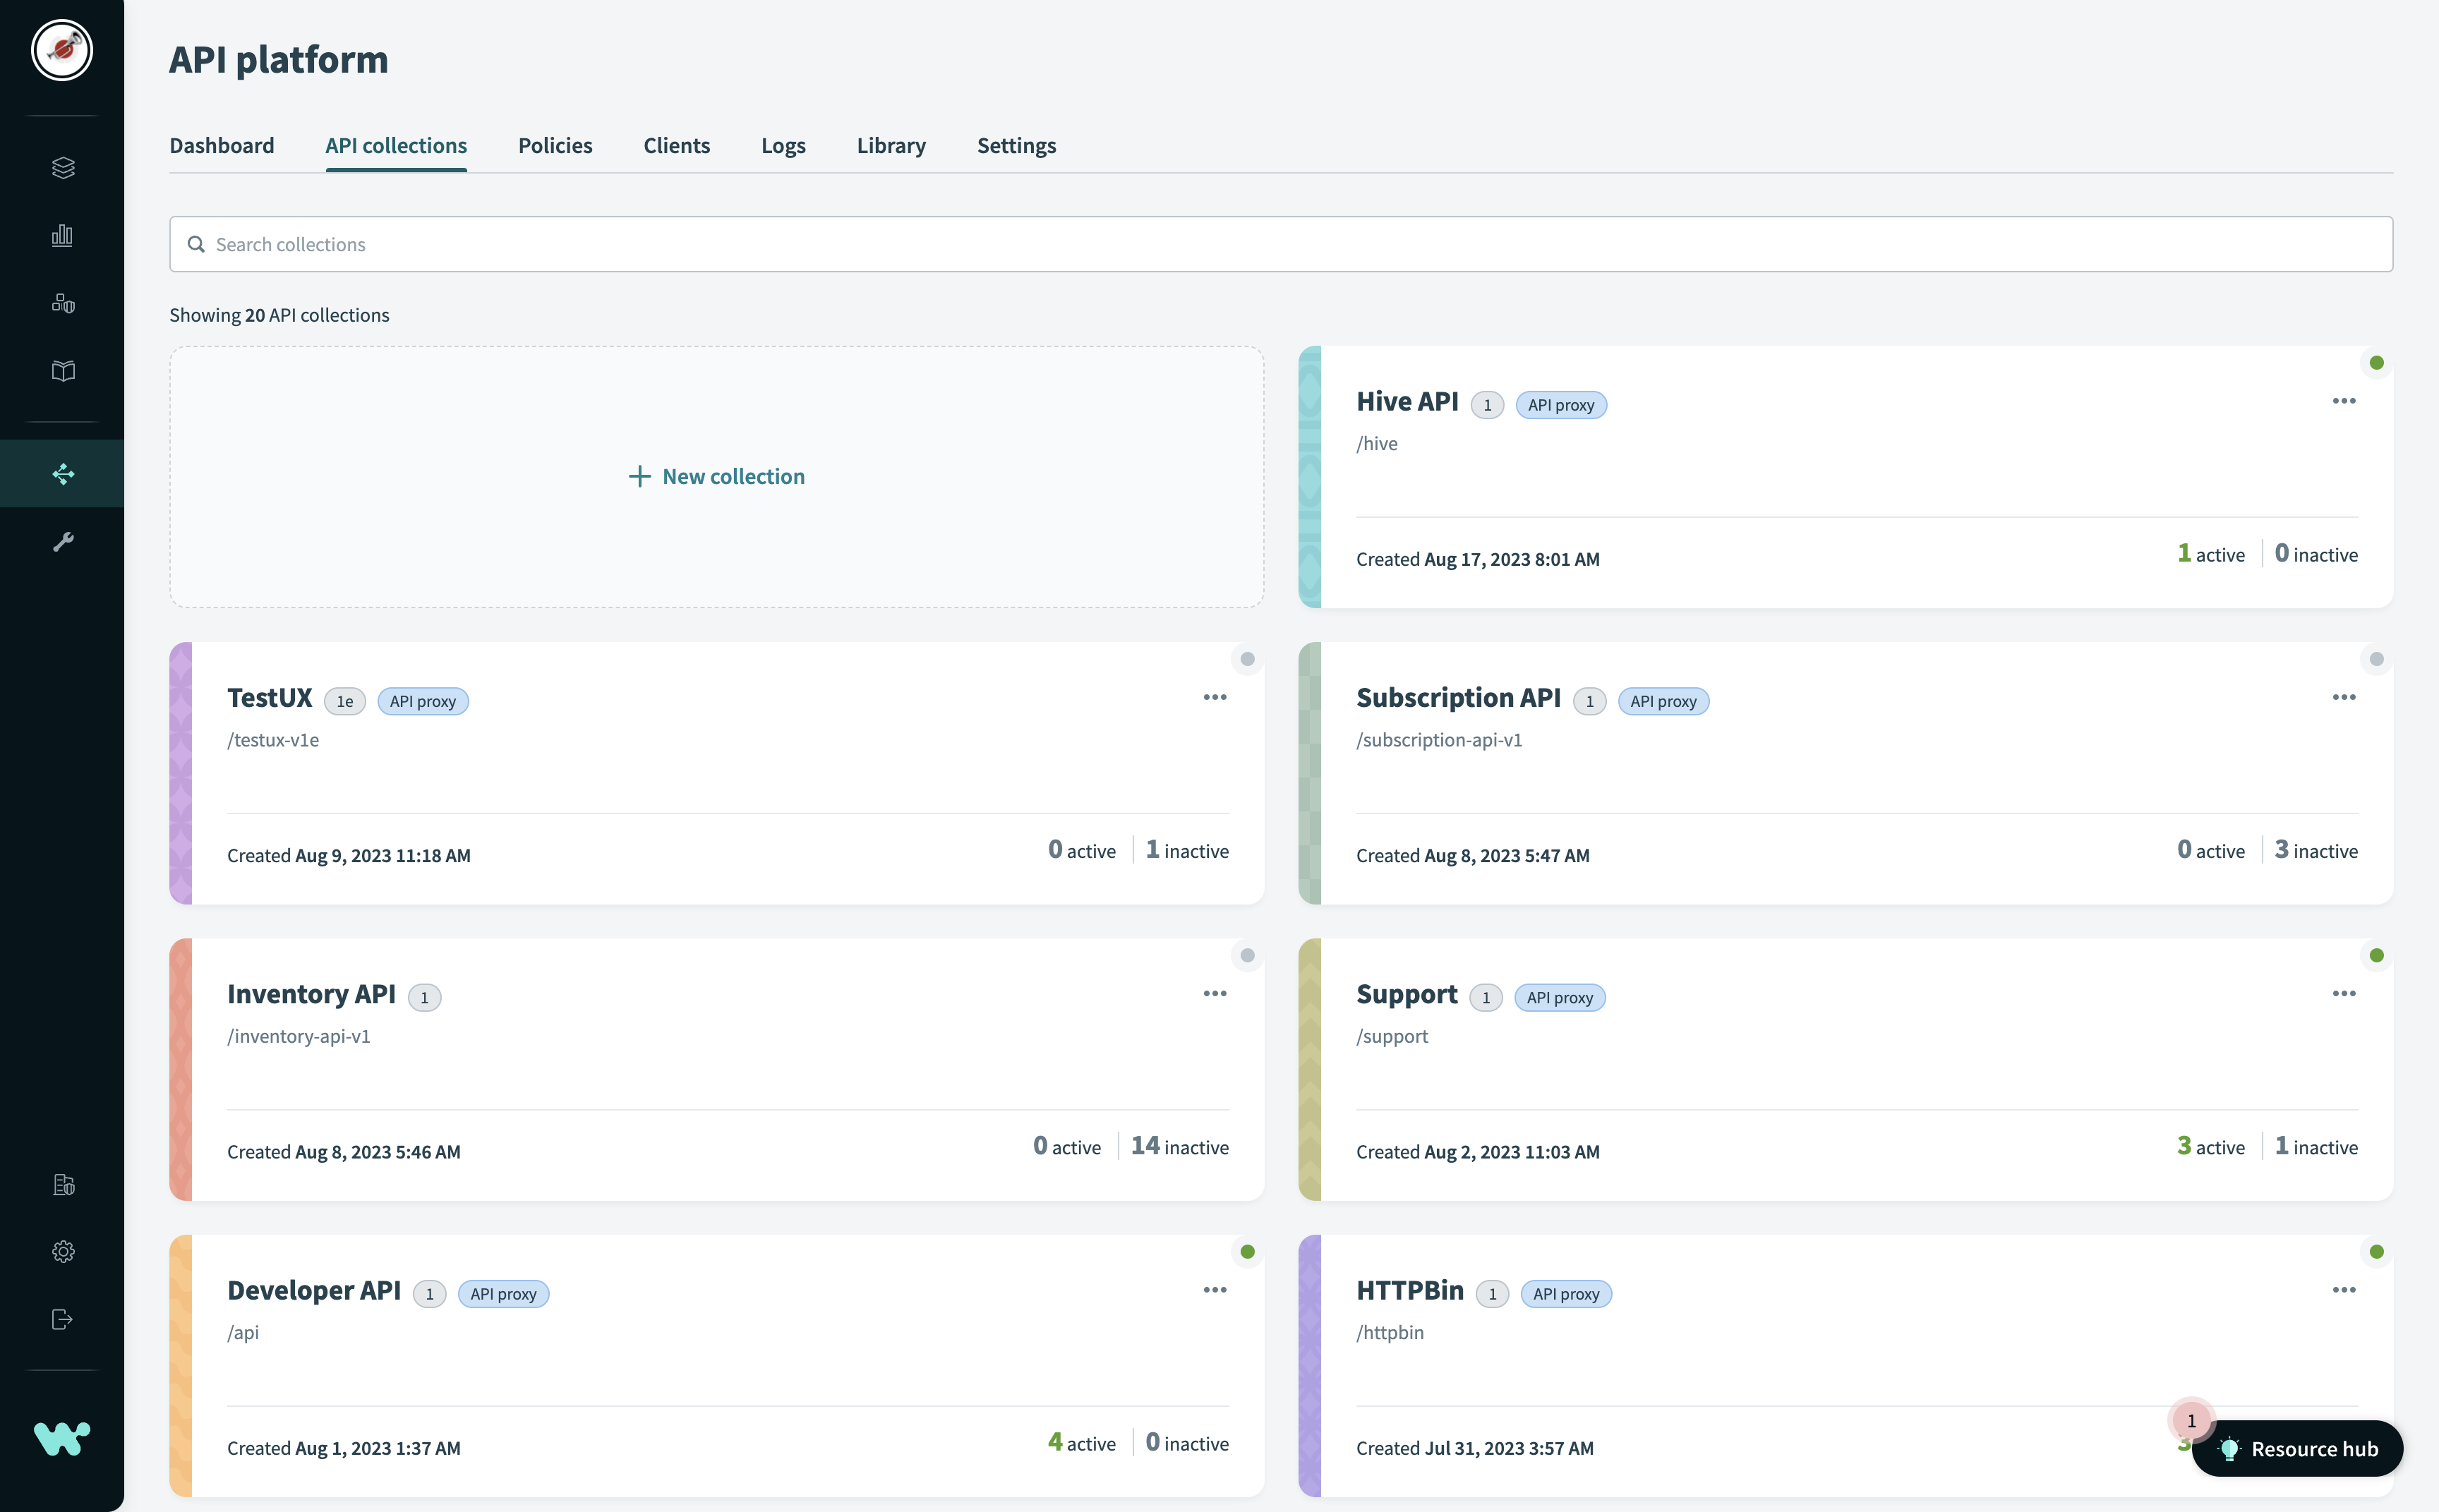 API platform
Dashboard API collections Policies Clients Logs Library Settings
Search collections
Showing 20 API collections
New collection
Hive API 1 API proxy
/hive
Created Aug 17, 2023 8:01 AM 1 active 0 inactive
TestUX 1e API proxy
/testux-v1e
Created Aug 9, 2023 11:18 AM 0 active 1 inactive
Subscription API 1 API proxy
/subscription-api-v1
Created Aug 8, 2023 5:47 AM 0 active 3 inactive
Inventory API 1
/inventory-api-v1
Created Aug 8, 2023 5:46 AM 0 active 14 inactive
Support 1 API proxy
/support
Created Aug 2, 2023 11:03 AM 3 active 1 inactive
Developer API 1 API proxy
/api
Created Aug 1, 2023 1:37 AM 4 active 0 inactive
HTTPBin 1 API proxy
/httpbin
Created Jul 31, 2023 3:57 AM
1
Resource hub